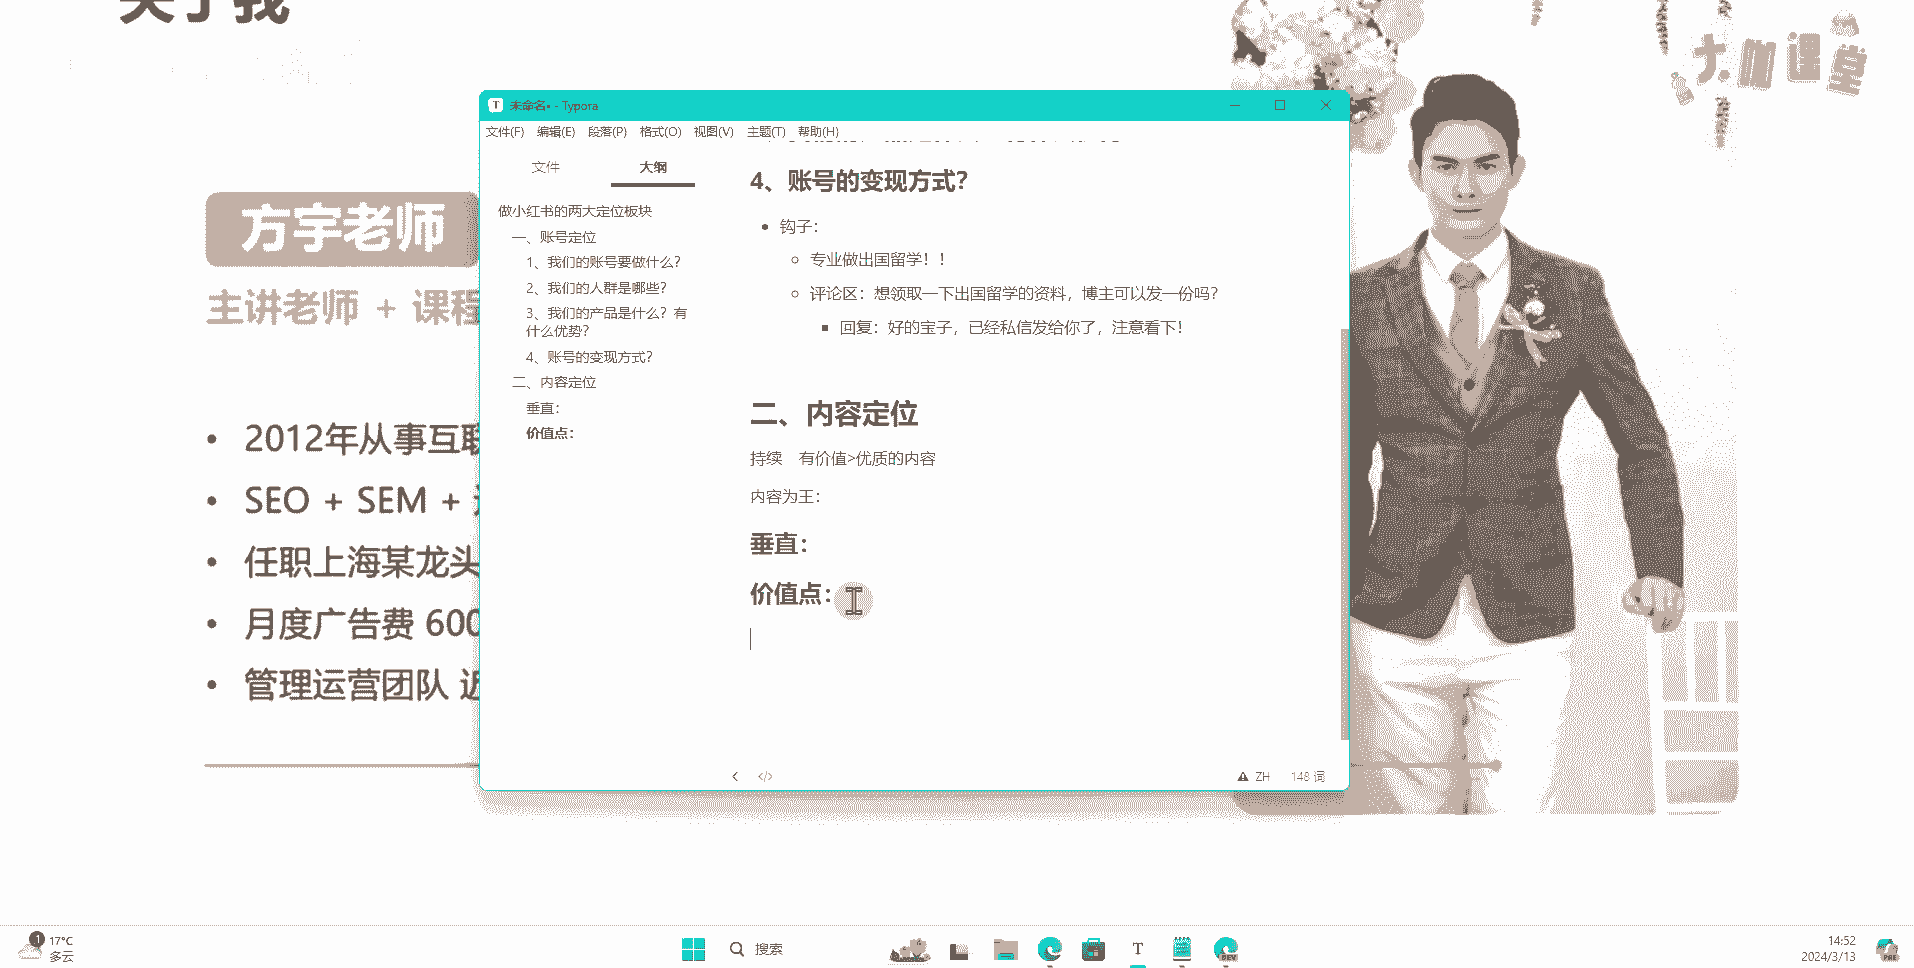 关于我
大咖课堂
方宇老师
主讲老师 + 课程
• 2012年从事互联
• SEO + SEM +
• 任职上海某龙头
• 月度广告费 600
• 管理运营团队 近
未命名• - Typora
文件(F) 编辑(E) 段落(P) 格式(O) 视图(V) 主题(T) 帮助(H)
文件 大纲
做小红书的两大定位板块
一、账号定位
1、我们的账号要做什么？
2、我们的人群是哪些？
3、我们的产品是什么？有
什么优势？
4、账号的变现方式？
二、内容定位
垂直：
价值点：
4、账号的变现方式？
• 钩子：
○ 专业做出国留学！！
○ 评论区：想领取一下出国留学的资料，博主可以发一份吗？
▪ 回复：好的宝子，已经私信发给你了，注意看下！
二、内容定位
持续 有价值>优质的内容
内容为王：
垂直：
价值点：
ZH 148 词
1 17°C
多云
搜索
T
DEV
14:52
2024/3/13
PRE